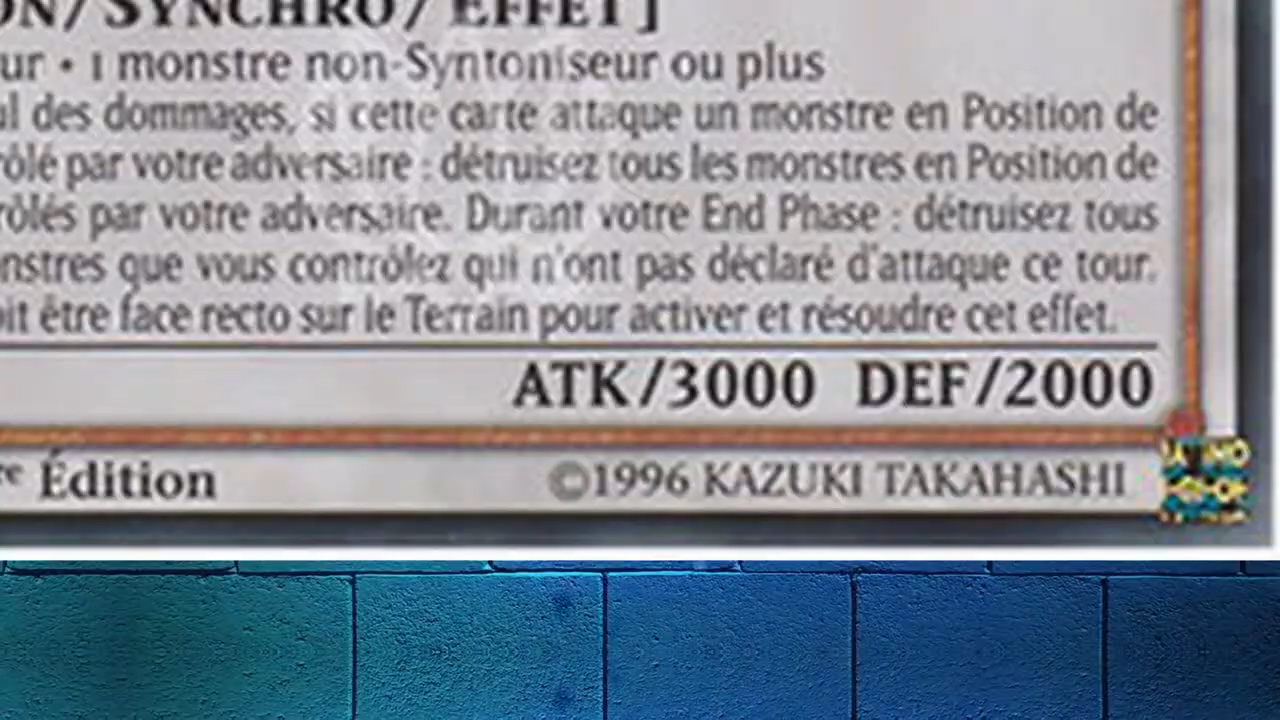 ON/SYNCHRO/EFFET]
ur • 1 monstre non-Syntoniseur ou plus
ul des dommages, si cette carte attaque un monstre en Position de
rôlé par votre adversaire : détruisez tous les monstres en Position de
rôlés par votre adversaire. Durant votre End Phase : détruisez tous
nstres que vous contrôlez qui n'ont pas déclaré d'attaque ce tour.
oit être face recto sur le Terrain pour activer et résoudre cet effet.
ATK/3000 DEF/2000
re Édition ©1996 KAZUKI TAKAHASHI